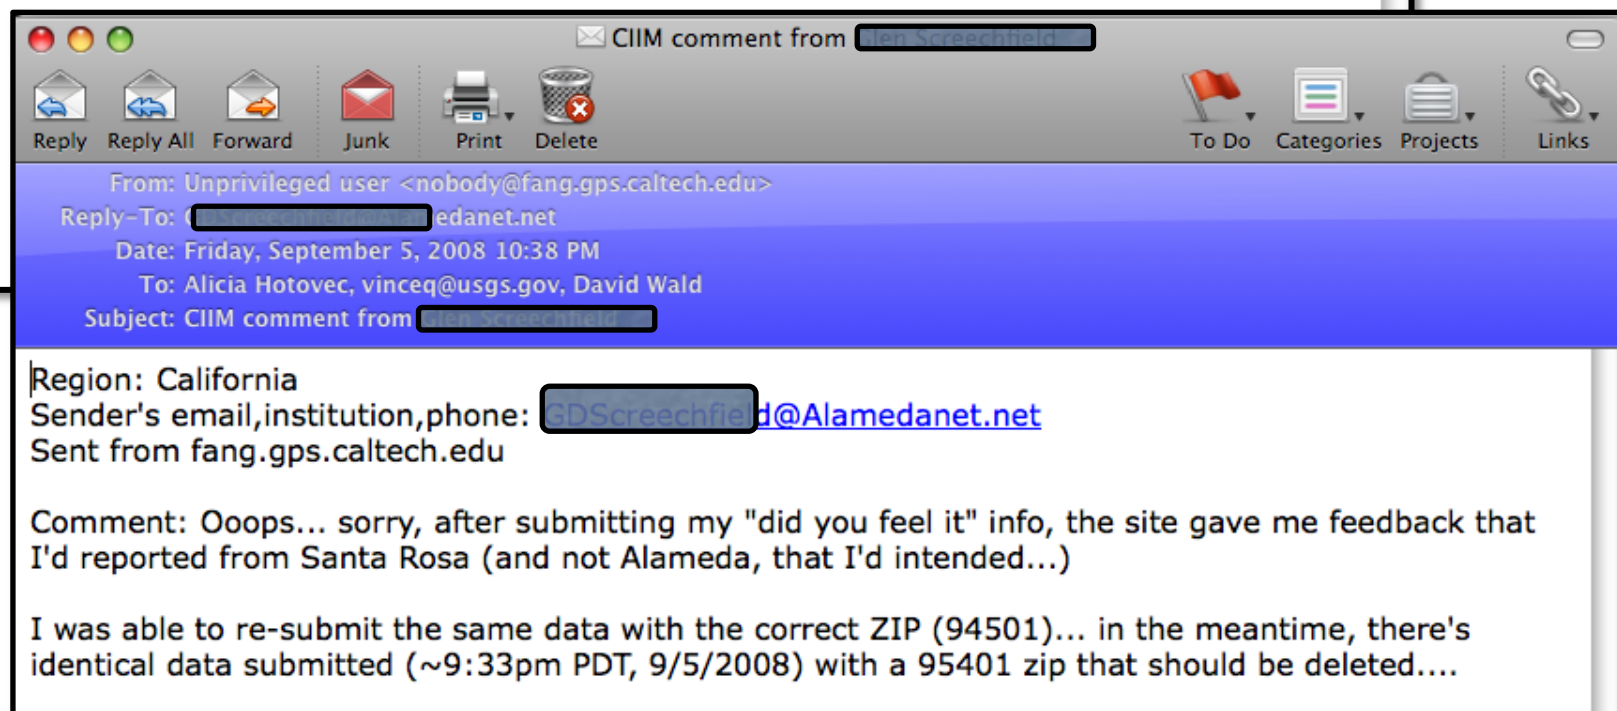 CIIM comment from
Reply Reply All Forward Junk Print Delete To Do Categories Projects Links
From: Unprivileged user <nobody@fang.gps.caltech.edu>
Reply-To: edanet.net
Date: Friday, September 5, 2008 10:38 PM
To: Alicia Hotovec, vinceq@usgs.gov, David Wald
Subject: CIIM comment from
Region: California
Sender's email,institution,phone: d@Alamedanet.net
Sent from fang.gps.caltech.edu
Comment: Ooops... sorry, after submitting my "did you feel it" info, the site gave me feedback that
I'd reported from Santa Rosa (and not Alameda, that I'd intended...)
I was able to re-submit the same data with the correct ZIP (94501)... in the meantime, there's
identical data submitted (~9:33pm PDT, 9/5/2008) with a 95401 zip that should be deleted....